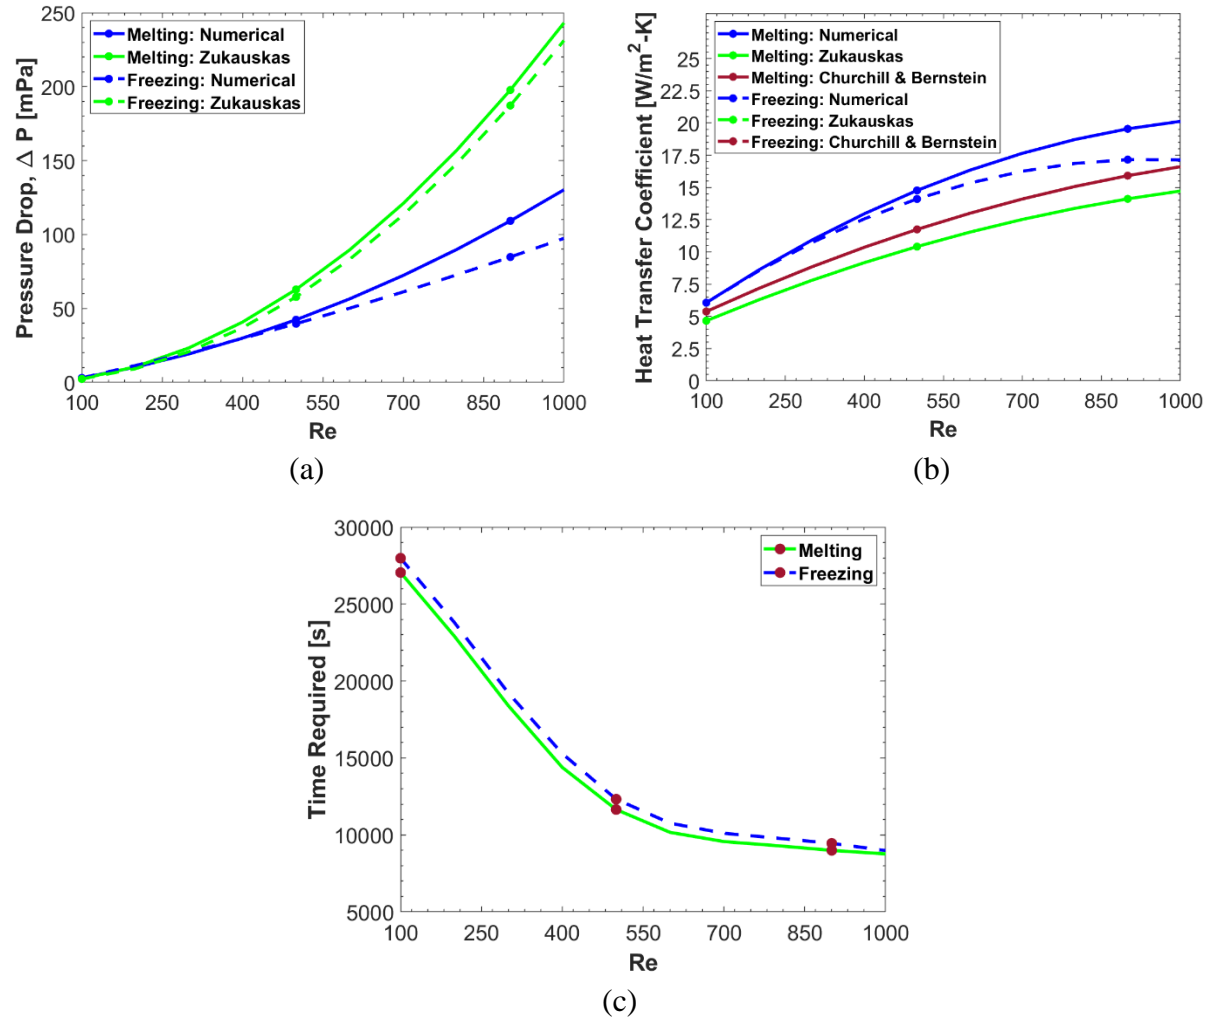 Pressure Drop, Δ P [mPa]
250
200
150
100
50
0
Melting: Numerical
Melting: Zukauskas
Freezing: Numerical
Freezing: Zukauskas
100 250 400 550 700 850 1000
Re
(a)
Heat Transfer Coefficient [W/m²-K]
25
22.5
20
17.5
15
12.5
10
7.5
5
2.5
0
Melting: Numerical
Melting: Zukauskas
Melting: Churchill & Bernstein
Freezing: Numerical
Freezing: Zukauskas
Freezing: Churchill & Bernstein
100 250 400 550 700 850 1000
Re
(b)
Time Required [s]
30000
25000
20000
15000
10000
5000
Melting
Freezing
100 250 400 550 700 850 1000
Re
(c)